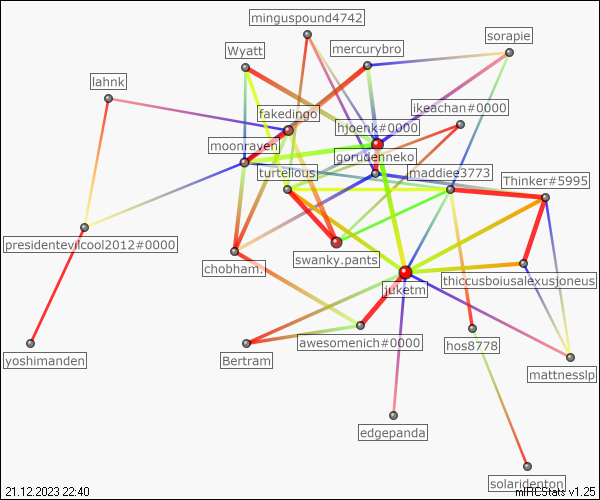 minguspound4742
sorapie
Wyatt
mercurybro
lahnk
ikeachan#0000
fakedingo
hjoenk#0000
moonraven
gorudenneko
turtelious
maddiee3773
Thinker#5995
presidentevilcool2012#0000
swanky.pants
chobham.
thiccusboiusalexusjoneus
juketm
awesomenich#0000
hos8778
yoshimanden
Bertram
mattnesslp
edgepanda
solaridenton
21.12.2023 22:40
mIRCStats v1.25